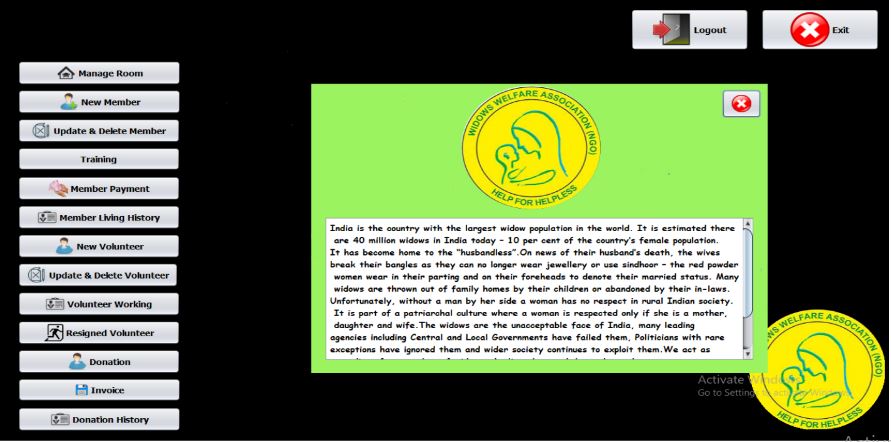 Logout
Exit
Manage Room
New Member
Update & Delete Member
Training
Member Payment
Member Living History
New Volunteer
Update & Delete Volunteer
Volunteer Working
Resigned Volunteer
Donation
Invoice
Donation History
WIDOWS WELFARE ASSOCIATION (NGO)
HELP FOR HELPLESS
India is the country with the largest widow population in the world. It is estimated there
are 40 million widows in India today – 10 per cent of the country's female population.
It has become home to the "husbandless".On news of their husband's death, the wives
break their bangles as they can no longer wear jewellery or use sindhoor – the red powder
women wear in their parting and on their foreheads to denote their married status. Many
widows are thrown out of family homes by their children or abandoned by their in-laws.
Unfortunately, without a man by her side a woman has no respect in rural Indian society.
It is part of a patriarchal culture where a woman is respected only if she is a mother,
daughter and wife.The widows are the unacceptable face of India, many leading
agencies including Central and Local Governments have failed them, Politicians with rare
exceptions have ignored them and wider society continues to exploit them.We act as
WS WELFARE ASSOCIATION (NGO)
HELP FOR HELPLESS
Activate Windows
Go to Settings to activate Windows.